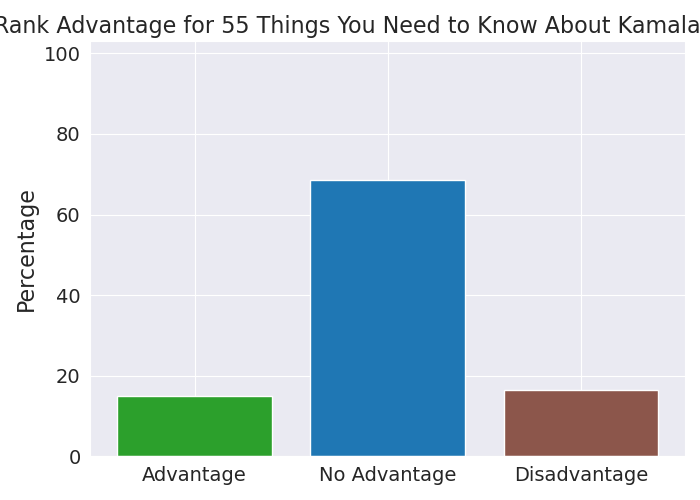 Rank Advantage for 55 Things You Need to Know About Kamala
100
80
60
40
20
0
Percentage
Advantage
No Advantage
Disadvantage